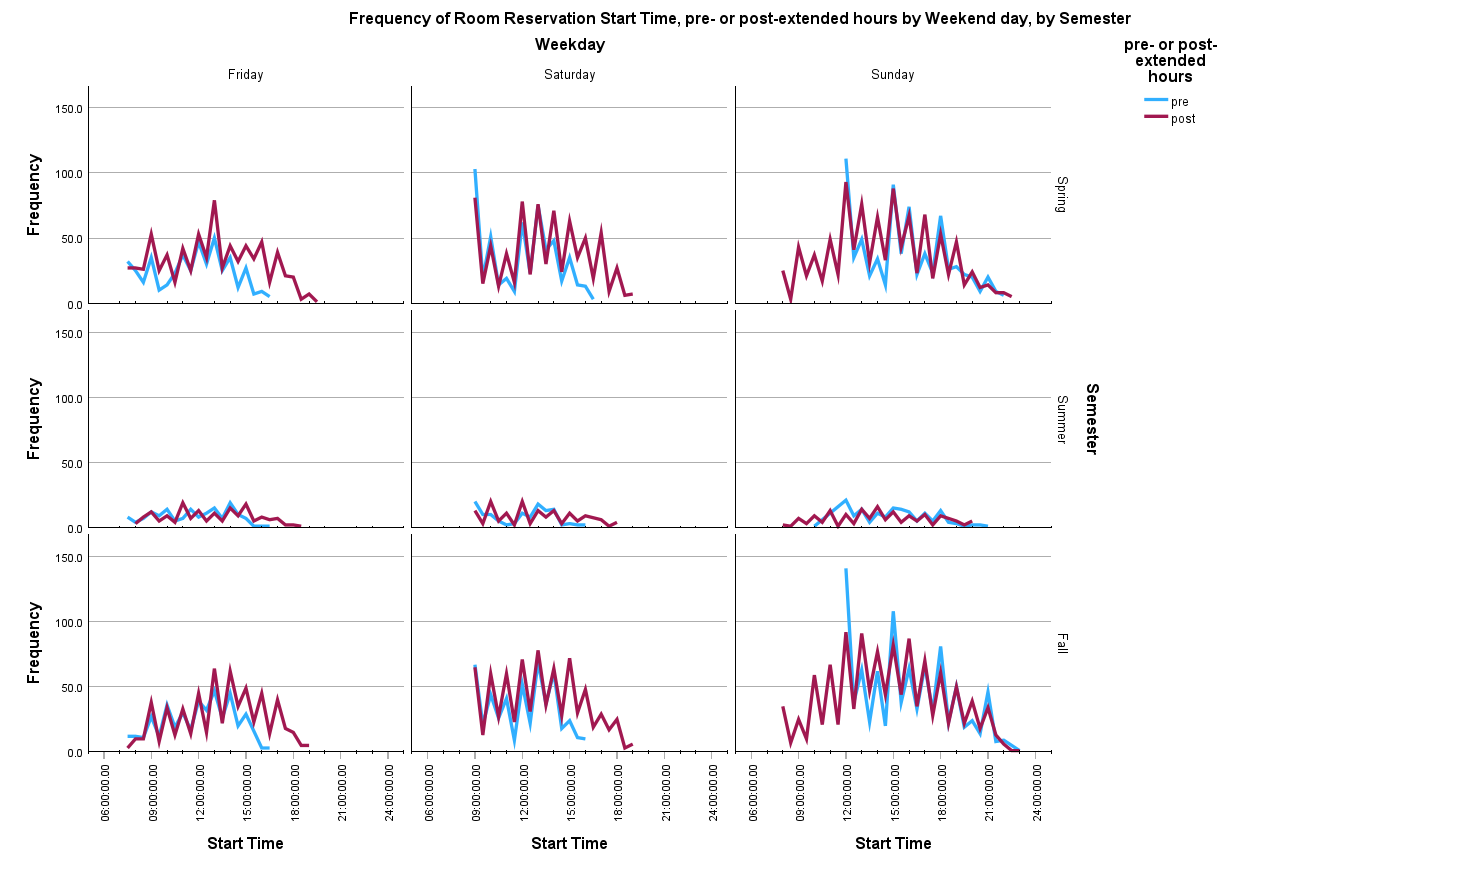 Frequency of Room Reservation Start Time, pre- or post-extended hours by Weekend day, by Semester
Weekday
Friday
Saturday
Sunday
pre- or post-
extended
hours
pre
post
Frequency
150.0
100.0
50.0
0.0
Spring
Frequency
150.0
100.0
50.0
0.0
Summer
Semester
Frequency
150.0
100.0
50.0
0.0
Fall
06:00:00.00
09:00:00.00
12:00:00.00
15:00:00.00
18:00:00.00
21:00:00.00
24:00:00.00
06:00:00.00
09:00:00.00
12:00:00.00
15:00:00.00
18:00:00.00
21:00:00.00
24:00:00.00
06:00:00.00
09:00:00.00
12:00:00.00
15:00:00.00
18:00:00.00
21:00:00.00
24:00:00.00
Start Time
Start Time
Start Time